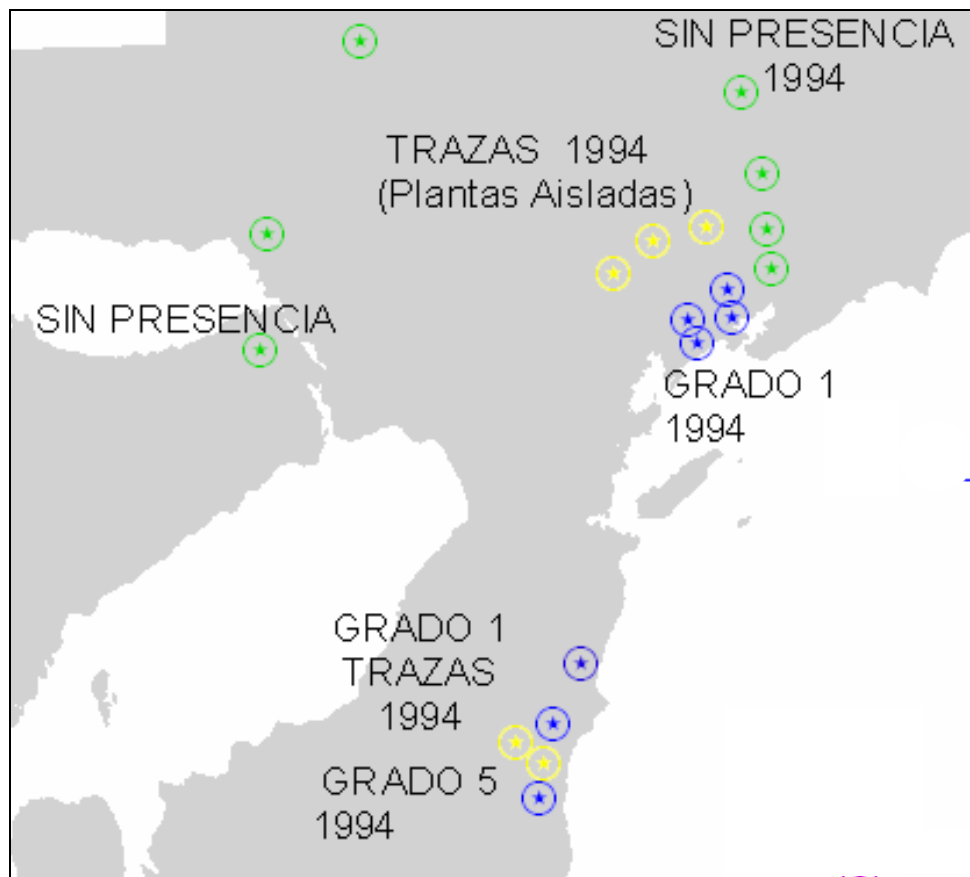 SIN PRESENCIA
1994
TRAZAS 1994
(Plantas Aisladas)
SIN PRESENCIA
GRADO 1
1994
GRADO 1
TRAZAS
1994
GRADO 5
1994